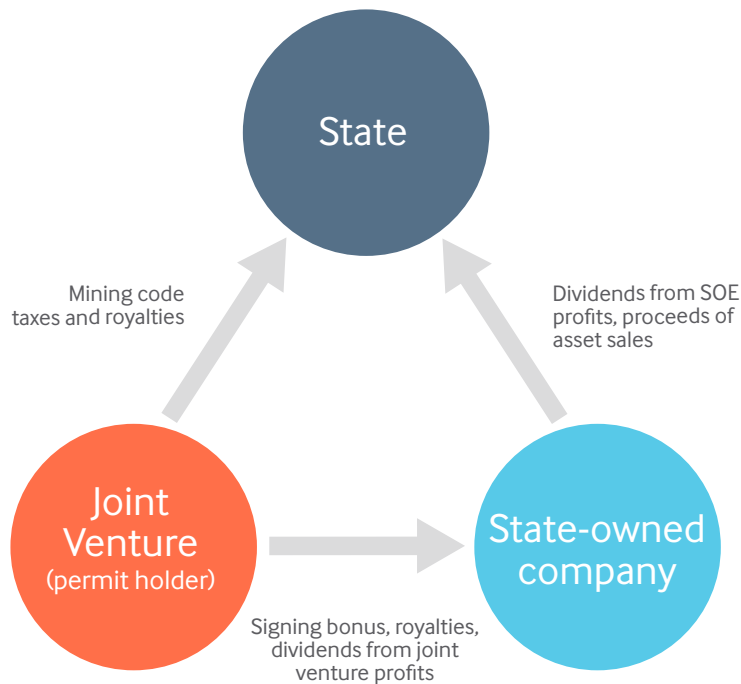 State
Mining code
taxes and royalties
Dividends from SOE
profits, proceeds of
asset sales
Joint
Venture
(permit holder)
State-owned
company
Signing bonus, royalties,
dividends from joint
venture profits